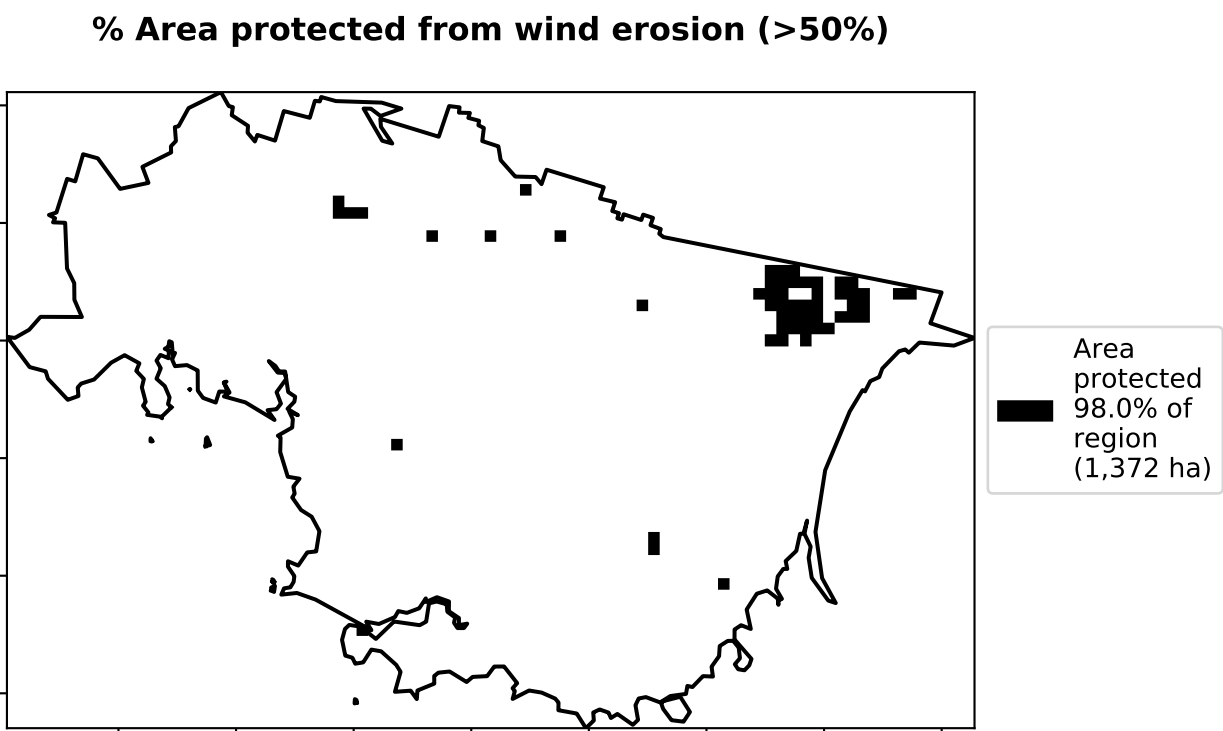 % Area protected from wind erosion (>50%)
Area
protected
98.0% of
region
(1,372 ha)